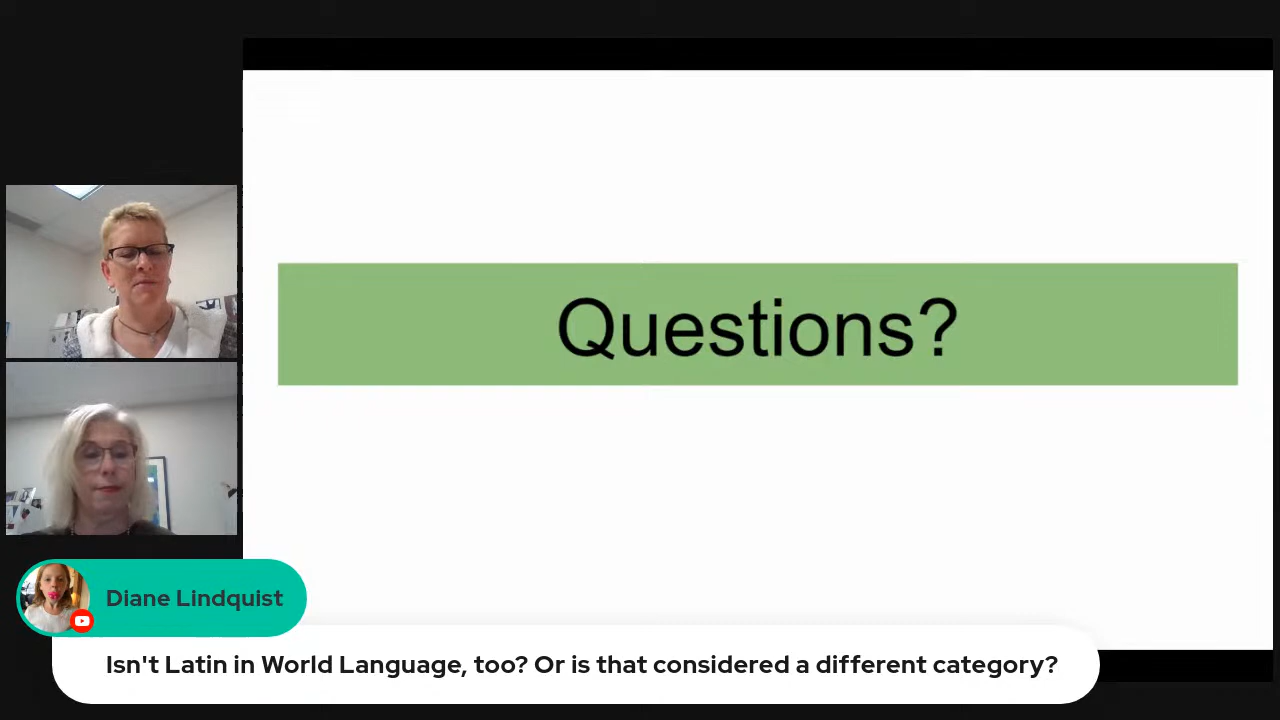 Questions?
Diane Lindquist
Isn't Latin in World Language, too? Or is that considered a different category?